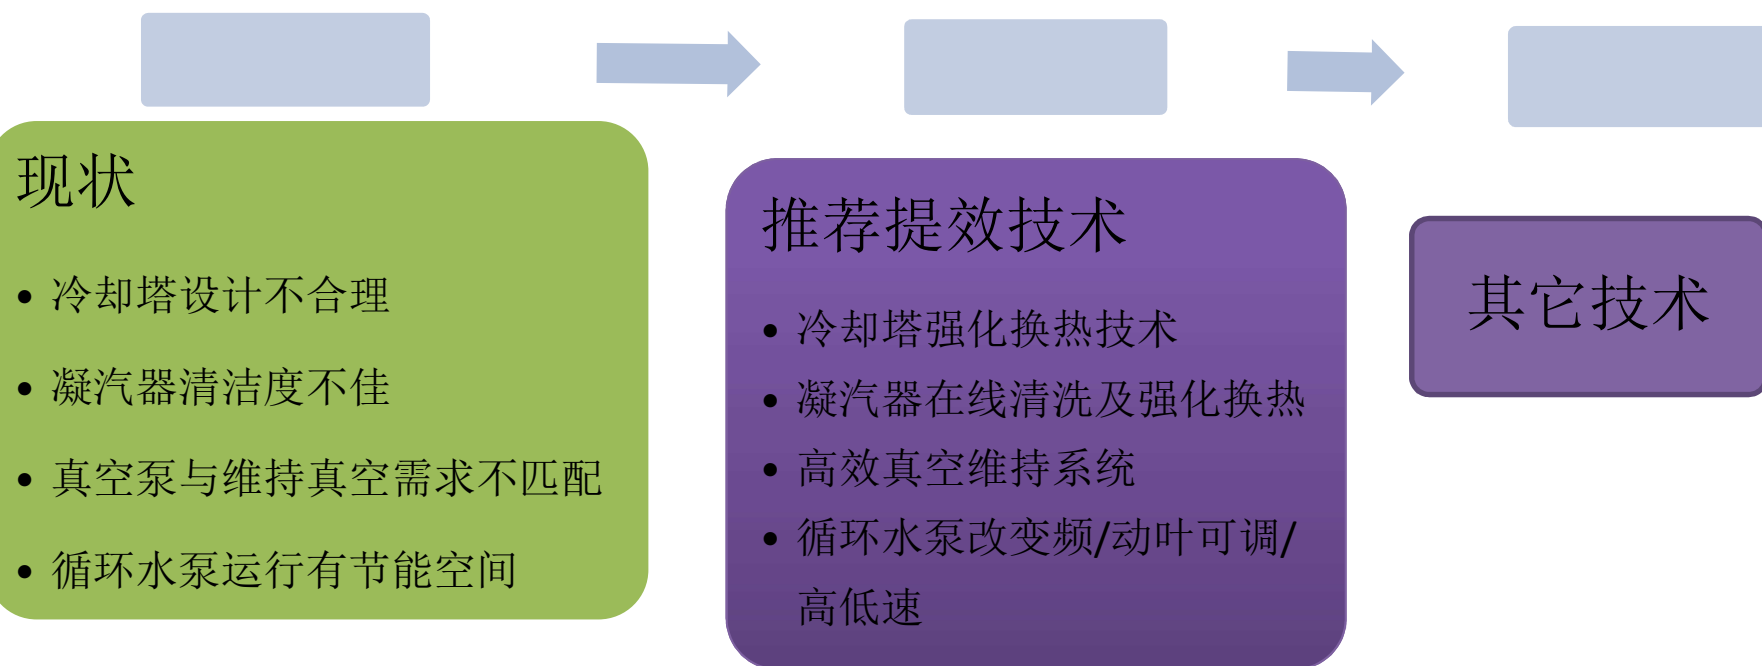 现状
• 冷却塔设计不合理
• 凝汽器清洁度不佳
• 真空泵与维持真空需求不匹配
• 循环水泵运行有节能空间
推荐提效技术
• 冷却塔强化换热技术
• 凝汽器在线清洗及强化换热
• 高效真空维持系统
• 循环水泵改变频/动叶可调/
高低速
其它技术